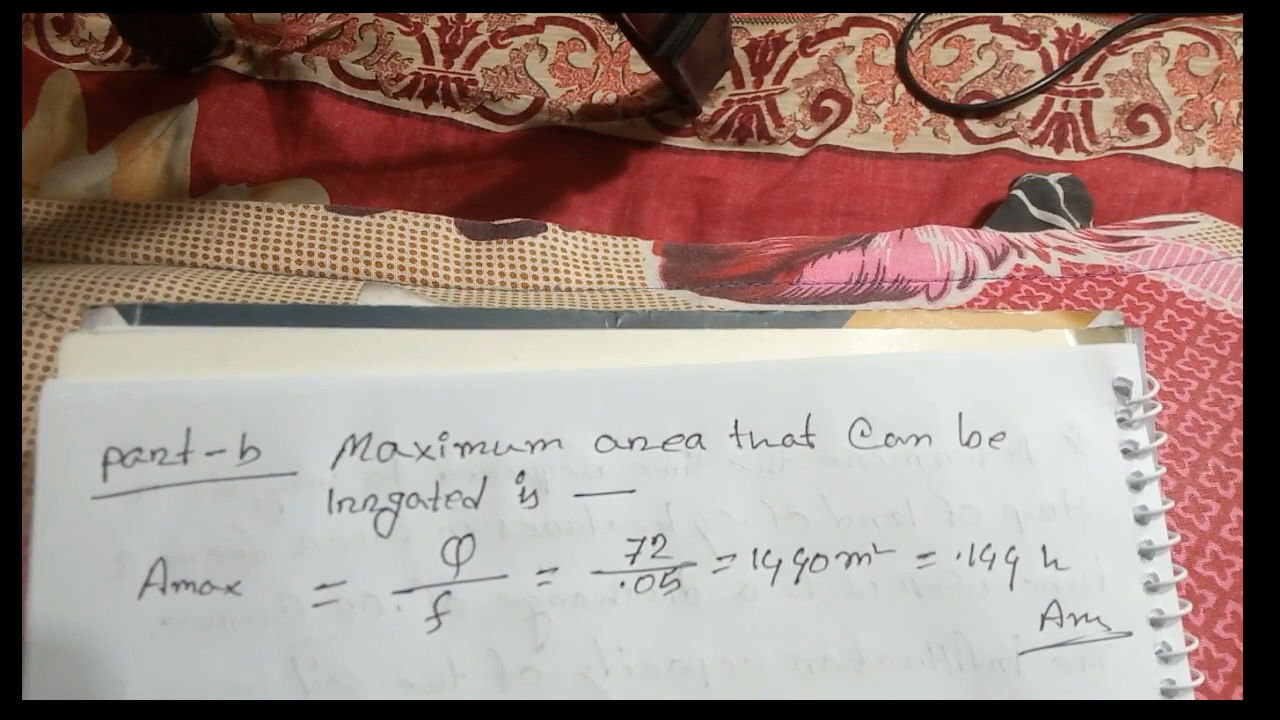 part-b Maximum area that can be
Irrigated is —
Amax = Q/f = 72/.05 = 1440 m² = .144 h
Ans